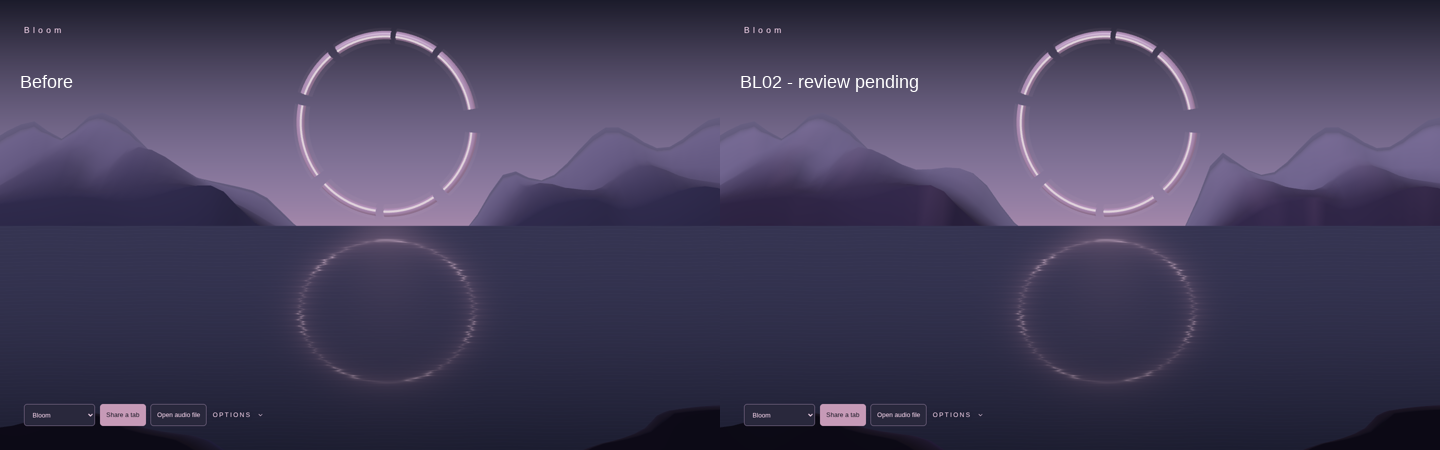 Bloom
Before
Bloom
Share a tab
Open audio file
OPTIONS
Bloom
BL02 - review pending
Bloom
Share a tab
Open audio file
OPTIONS